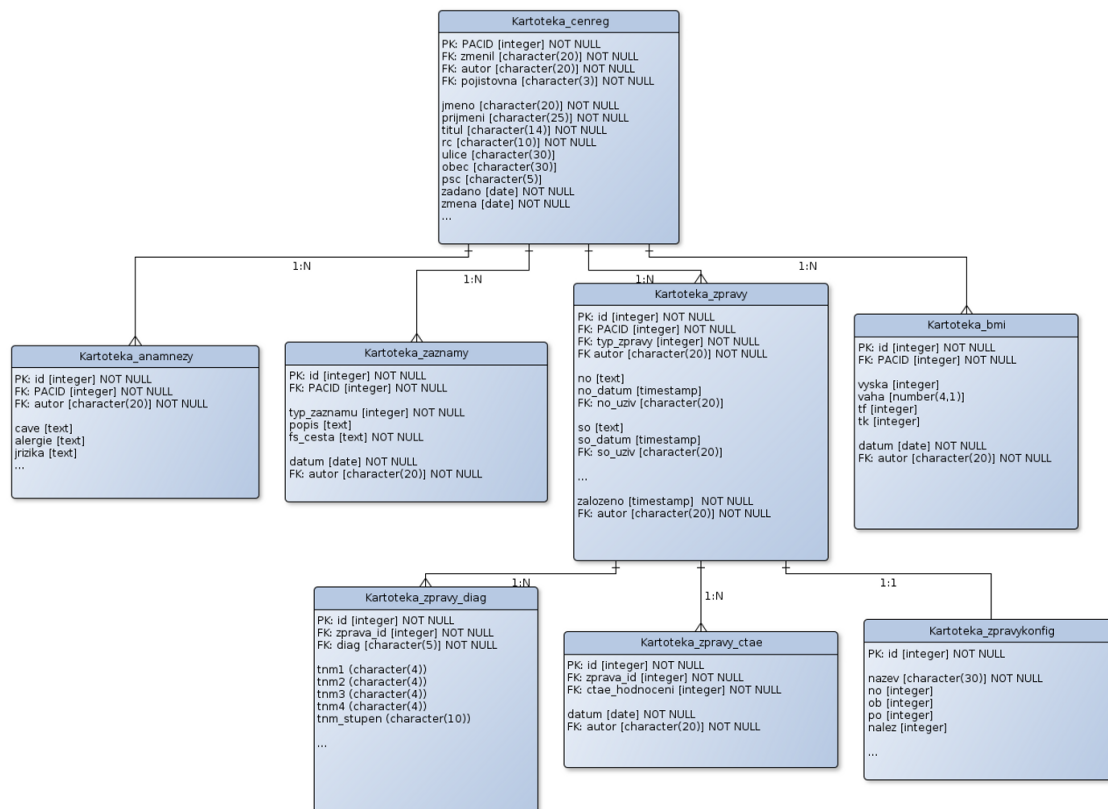 Kartoteka_cenreg
PK: PACID [integer] NOT NULL
FK: zmenil [character(20)] NOT NULL
FK: autor [character(20)] NOT NULL
FK: pojistovna [character(3)] NOT NULL
jmeno [character(20)] NOT NULL
prijmeni [character(25)] NOT NULL
titul [character(14)] NOT NULL
rc [character(10)] NOT NULL
ulice [character(30)]
obec [character(30)]
psc [character(5)]
zadano [date] NOT NULL
zmena [date] NOT NULL
...
1:N
1:N
1:N
1:N
Kartoteka_anamnezy
PK: id [integer] NOT NULL
FK: PACID [integer] NOT NULL
FK: autor [character(20)] NOT NULL
cave [text]
alergie [text]
jrizika [text]
...
Kartoteka_zaznamy
PK: id [integer] NOT NULL
FK: PACID [integer] NOT NULL
typ_zaznamu [integer] NOT NULL
popis [text]
fs_cesta [text] NOT NULL
datum [date] NOT NULL
FK: autor [character(20)] NOT NULL
Kartoteka_zpravy
PK: id [integer] NOT NULL
FK: PACID [integer] NOT NULL
FK: typ_zpravy [integer] NOT NULL
FK autor [character(20)] NOT NULL
no [text]
no_datum [timestamp]
FK: no_uziv [character(20)]
so [text]
so_datum [timestamp]
FK: so_uziv [character(20)]
...
zalozeno [timestamp] NOT NULL
FK: autor [character(20)] NOT NULL
Kartoteka_bmi
PK: id [integer] NOT NULL
FK: PACID [integer] NOT NULL
vyska [integer]
vaha [number(4,1)]
tf [integer]
tk [integer]
datum [date] NOT NULL
FK: autor [character(20)] NOT NULL
1:N
1:N
1:1
Kartoteka_zpravy_diag
PK: id [integer] NOT NULL
FK: zprava_id [integer] NOT NULL
FK: diag [character(5)] NOT NULL
tnm1 (character(4))
tnm2 (character(4))
tnm3 (character(4))
tnm4 (character(4))
tnm_stupen (character(10))
...
Kartoteka_zpravy_ctae
PK: id [integer] NOT NULL
FK: zprava_id [integer] NOT NULL
FK: ctae_hodnoceni [integer] NOT NULL
datum [date] NOT NULL
FK: autor [character(20)] NOT NULL
Kartoteka_zpravykonfig
PK: id [integer] NOT NULL
nazev [character(30)] NOT NULL
no [integer]
ob [integer]
po [integer]
nalez [integer]
...